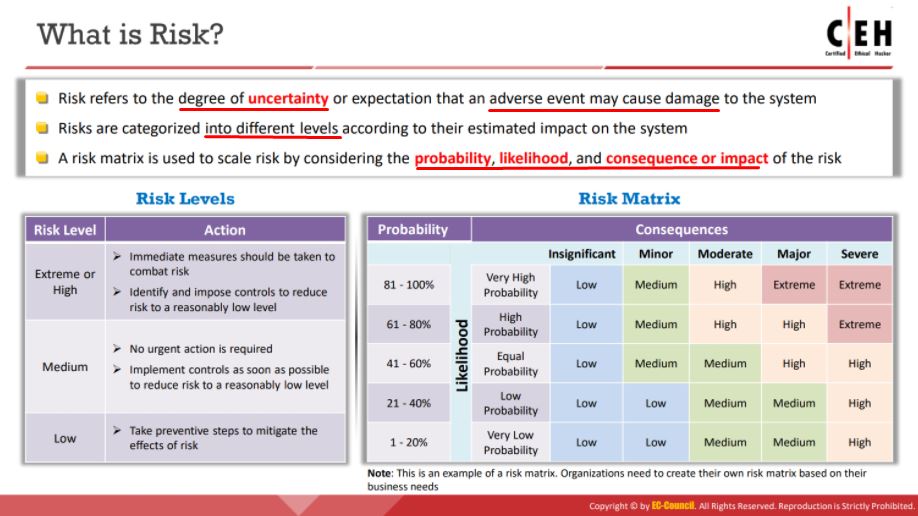 What is Risk?
C|EH
Certified Ethical Hacker
Risk refers to the degree of uncertainty or expectation that an adverse event may cause damage to the system
Risks are categorized into different levels according to their estimated impact on the system
A risk matrix is used to scale risk by considering the probability, likelihood, and consequence or impact of the risk
Risk Levels
Risk Level Action
Extreme or
High
Immediate measures should be taken to
combat risk
Identify and impose controls to reduce
risk to a reasonably low level
Medium
No urgent action is required
Implement controls as soon as possible
to reduce risk to a reasonably low level
Low
Take preventive steps to mitigate the
effects of risk
Risk Matrix
Probability Consequences
Insignificant Minor Moderate Major Severe
Likelihood
81 - 100% Very High Probability Low Medium High Extreme Extreme
61 - 80% High Probability Low Medium High High Extreme
41 - 60% Equal Probability Low Medium Medium High High
21 - 40% Low Probability Low Low Medium Medium High
1 - 20% Very Low Probability Low Low Medium Medium High
Note: This is an example of a risk matrix. Organizations need to create their own risk matrix based on their
business needs
Copyright © by EC-Council. All Rights Reserved. Reproduction is Strictly Prohibited.